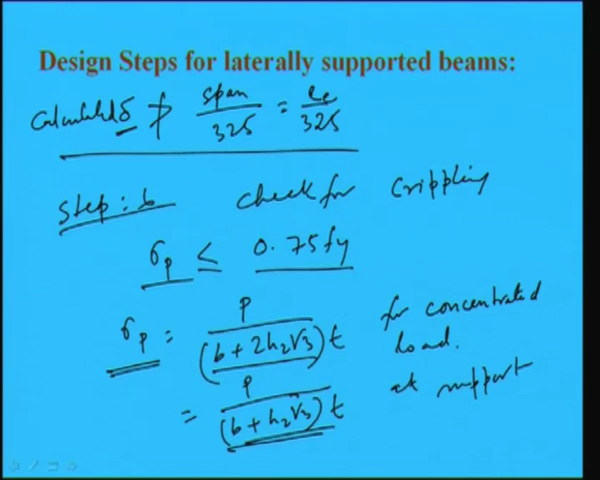 Design Steps for laterally supported beams:
Calculated δ ≯ span/325 = le/325
Step: 6 check for crippling
σp ≤ 0.75fy
σp = P/(b + 2h2√3)t for concentrated load.
= P/(b + h2√3)t at support